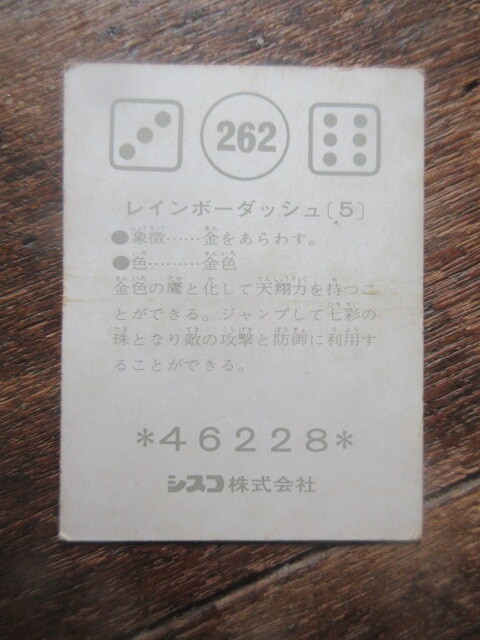 262
レインボーダッシュ〔5〕
●象徴……金をあらわす。
●色………金色
金色の鷹と化して天翔力を持つこ
とができる。ジャンプして七彩の
珠となり敵の攻撃と防御に利用す
ることができる。
*46228*
シスコ株式会社